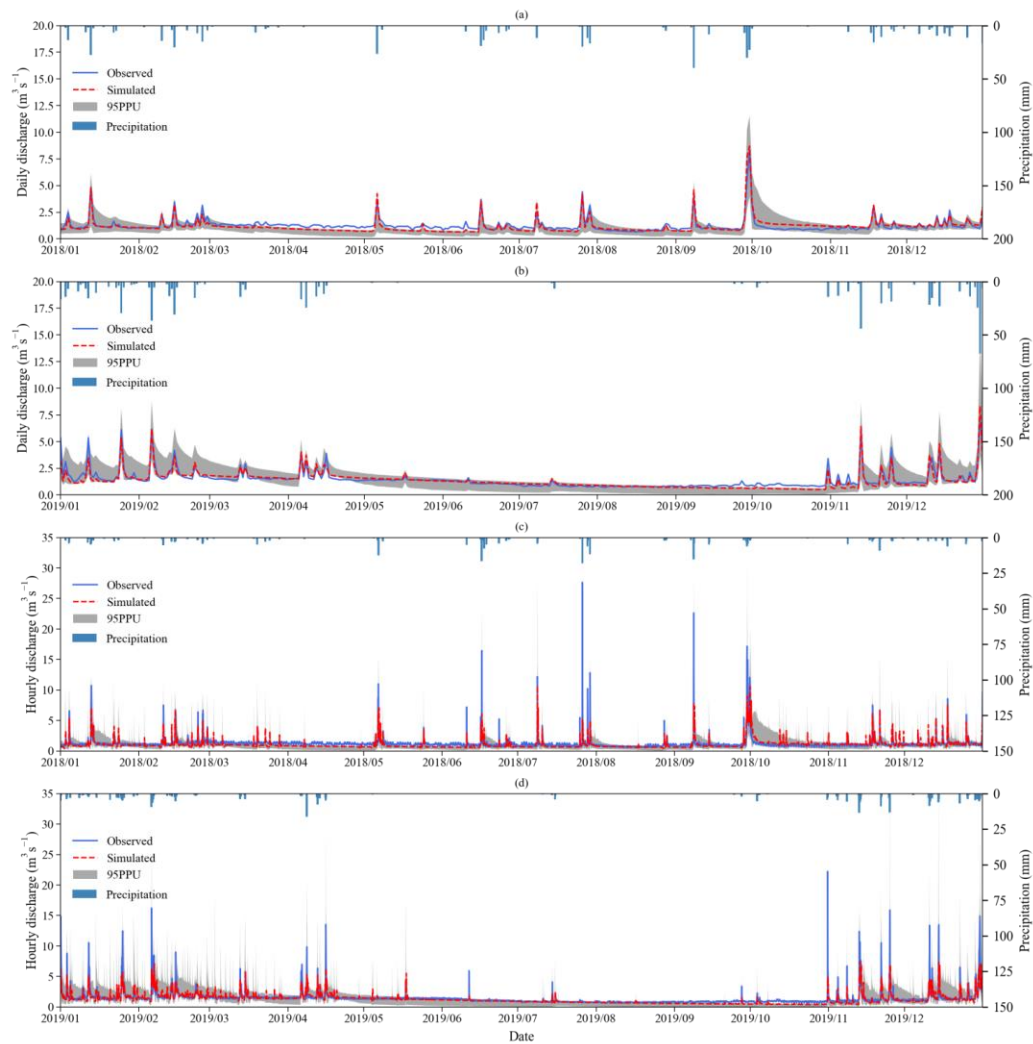 (a)
20.0
17.5
15.0
12.5
10.0
7.5
5.0
2.5
0.0
Daily discharge (m³ s⁻¹)
Observed
Simulated
95PPU
Precipitation
0
50
100
150
200
Precipitation (mm)
2018/01 2018/02 2018/03 2018/04 2018/05 2018/06 2018/07 2018/08 2018/09 2018/10 2018/11 2018/12
(b)
20.0
17.5
15.0
12.5
10.0
7.5
5.0
2.5
0.0
Daily discharge (m³ s⁻¹)
Observed
Simulated
95PPU
Precipitation
0
50
100
150
200
Precipitation (mm)
2019/01 2019/02 2019/03 2019/04 2019/05 2019/06 2019/07 2019/08 2019/09 2019/10 2019/11 2019/12
(c)
35
30
25
20
15
10
5
0
Hourly discharge (m³ s⁻¹)
Observed
Simulated
95PPU
Precipitation
0
25
50
75
100
125
150
Precipitation (mm)
2018/01 2018/02 2018/03 2018/04 2018/05 2018/06 2018/07 2018/08 2018/09 2018/10 2018/11 2018/12
(d)
35
30
25
20
15
10
5
0
Hourly discharge (m³ s⁻¹)
Observed
Simulated
95PPU
Precipitation
0
25
50
75
100
125
150
Precipitation (mm)
2019/01 2019/02 2019/03 2019/04 2019/05 2019/06 2019/07 2019/08 2019/09 2019/10 2019/11 2019/12
Date